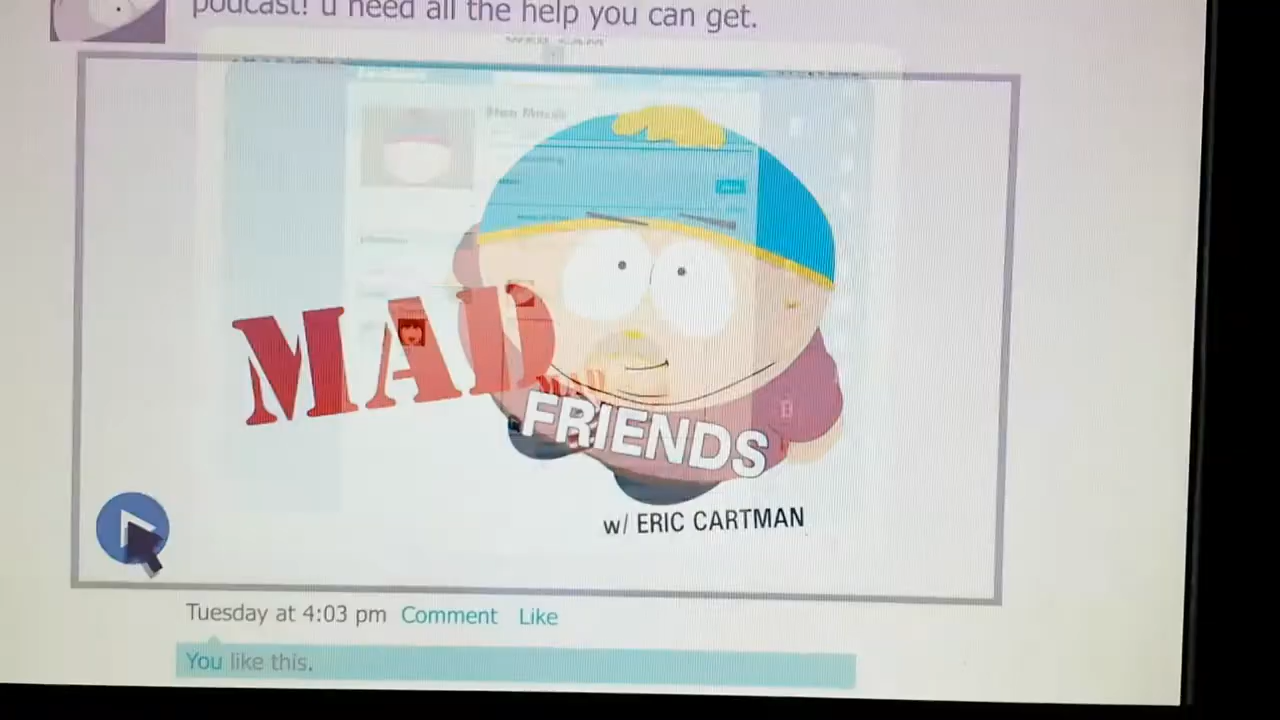 podcast! u need all the help you can get.
MAD
MAD
FRIENDS
w/ ERIC CARTMAN
Tuesday at 4:03 pm Comment Like
You like this.